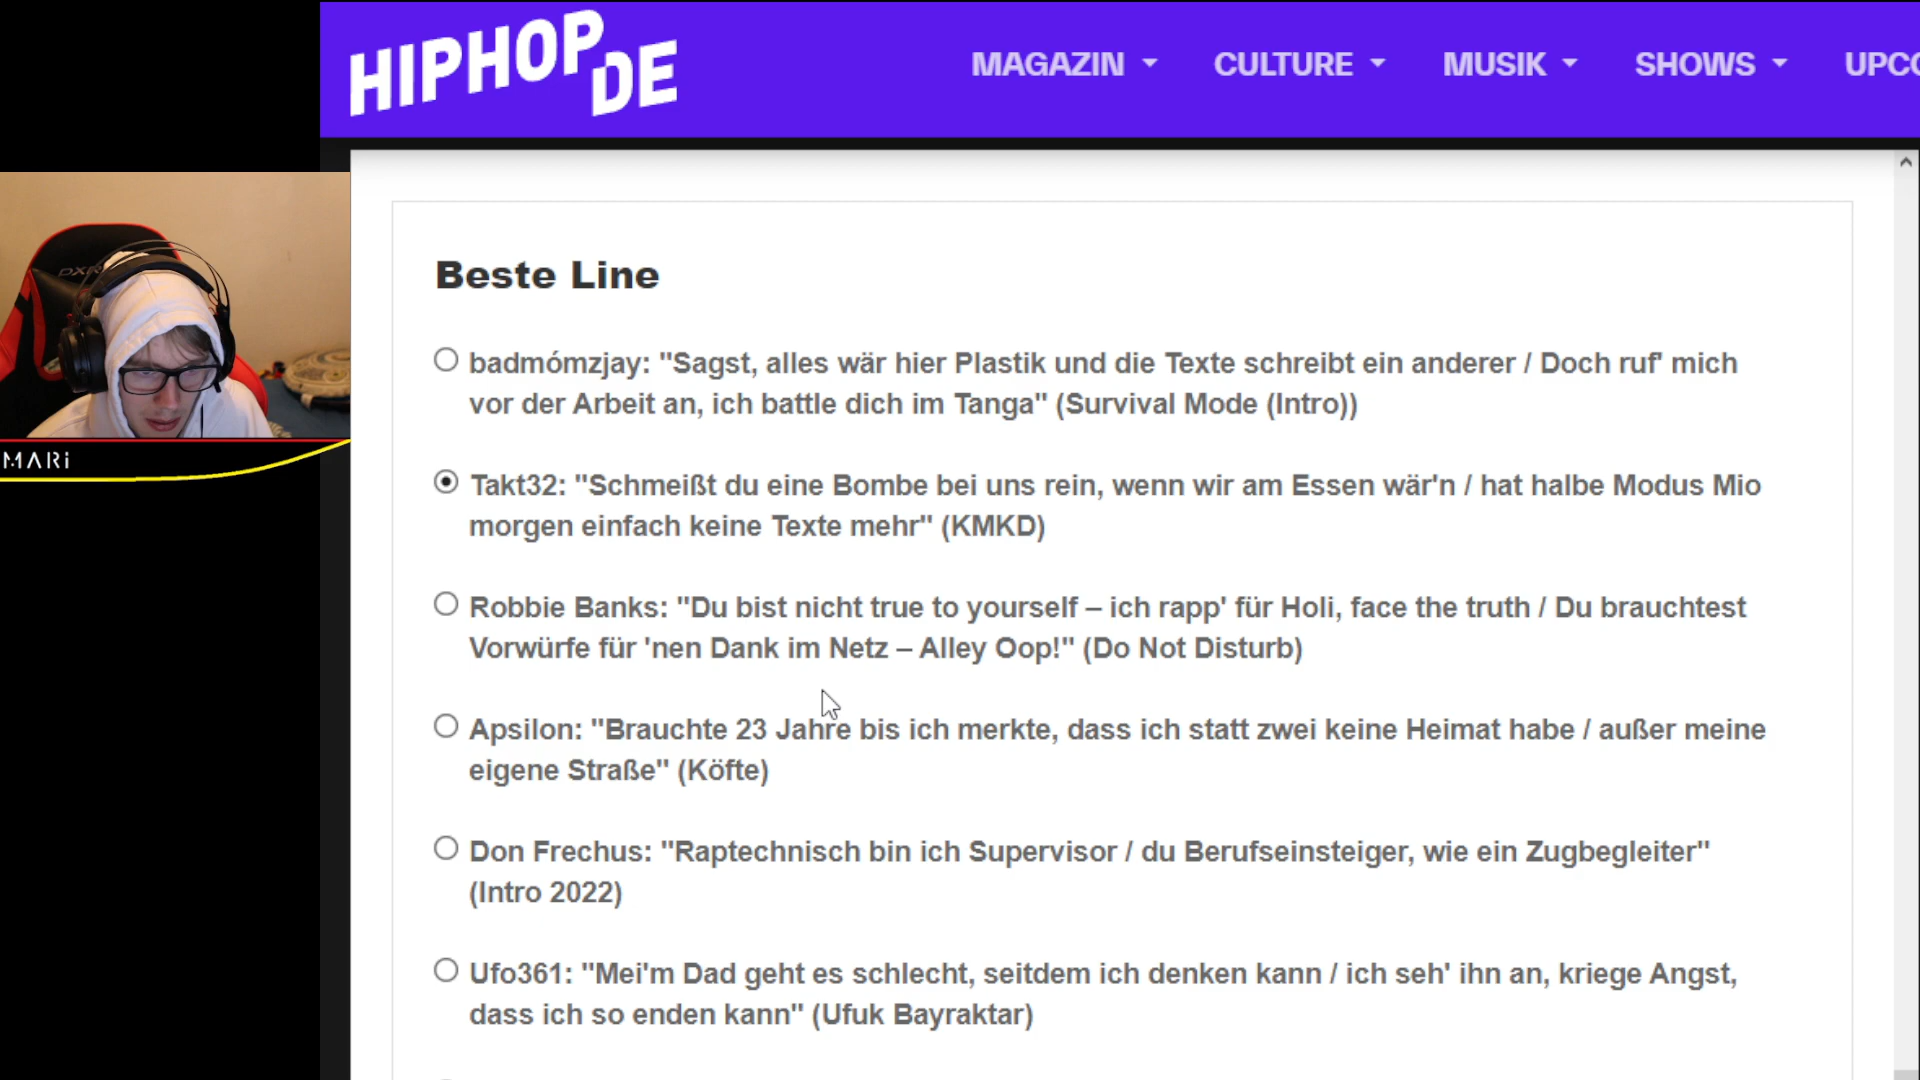 HIPHOP.DE
MAGAZIN
CULTURE
MUSIK
SHOWS
Beste Line
badmómzjay: "Sagst, alles wär hier Plastik und die Texte schreibt ein anderer / Doch ruf' mich
vor der Arbeit an, ich battle dich im Tanga" (Survival Mode (Intro))
Takt32: "Schmeißt du eine Bombe bei uns rein, wenn wir am Essen wär'n / hat halbe Modus Mio
morgen einfach keine Texte mehr" (KMKD)
Robbie Banks: "Du bist nicht true to yourself – ich rapp' für Holi, face the truth / Du brauchtest
Vorwürfe für 'nen Dank im Netz – Alley Oop!" (Do Not Disturb)
Apsilon: "Brauchte 23 Jahre bis ich merkte, dass ich statt zwei keine Heimat habe / außer meine
eigene Straße" (Köfte)
Don Frechus: "Raptechnisch bin ich Supervisor / du Berufseinsteiger, wie ein Zugbegleiter"
(Intro 2022)
Ufo361: "Mei'm Dad geht es schlecht, seitdem ich denken kann / ich seh' ihn an, kriege Angst,
dass ich so enden kann" (Ufuk Bayraktar)
MARi